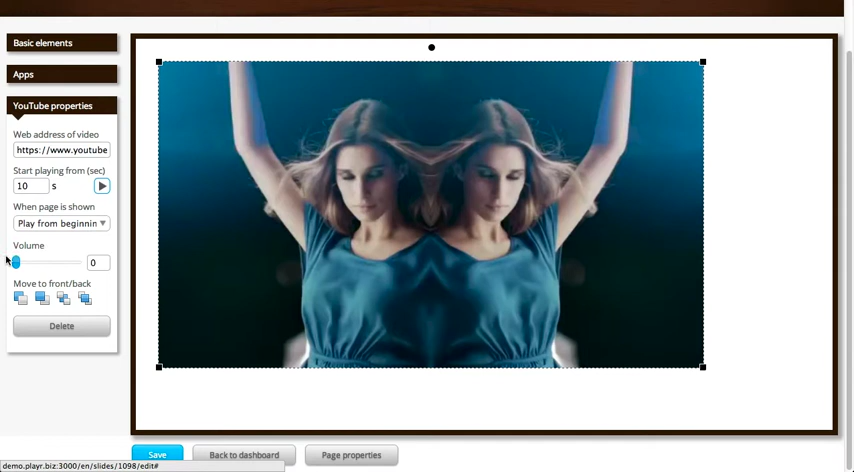 Basic elements
Apps
YouTube properties
Web address of video
https://www.youtube
Start playing from (sec)
10 s
When page is shown
Play from beginnin
Volume
0
Move to front/back
Delete
Save
Back to dashboard
Page properties
demo.playr.biz:3000/en/slides/1098/edit#